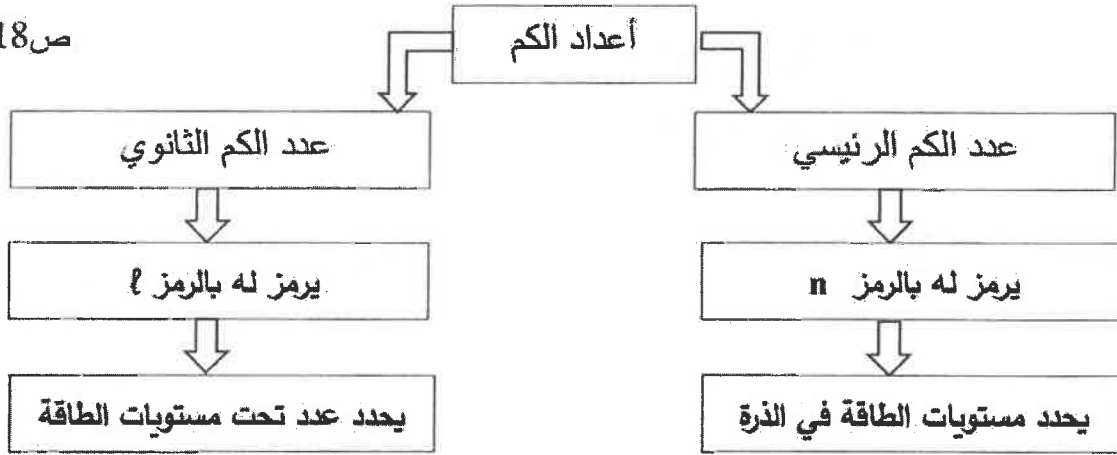 ص18
أعداد الكم
عدد الكم الرئيسي
عدد الكم الثانوي
يرمز له بالرمز n
يرمز له بالرمز ℓ
يحدد مستويات الطاقة في الذرة
يحدد عدد تحت مستويات الطاقة